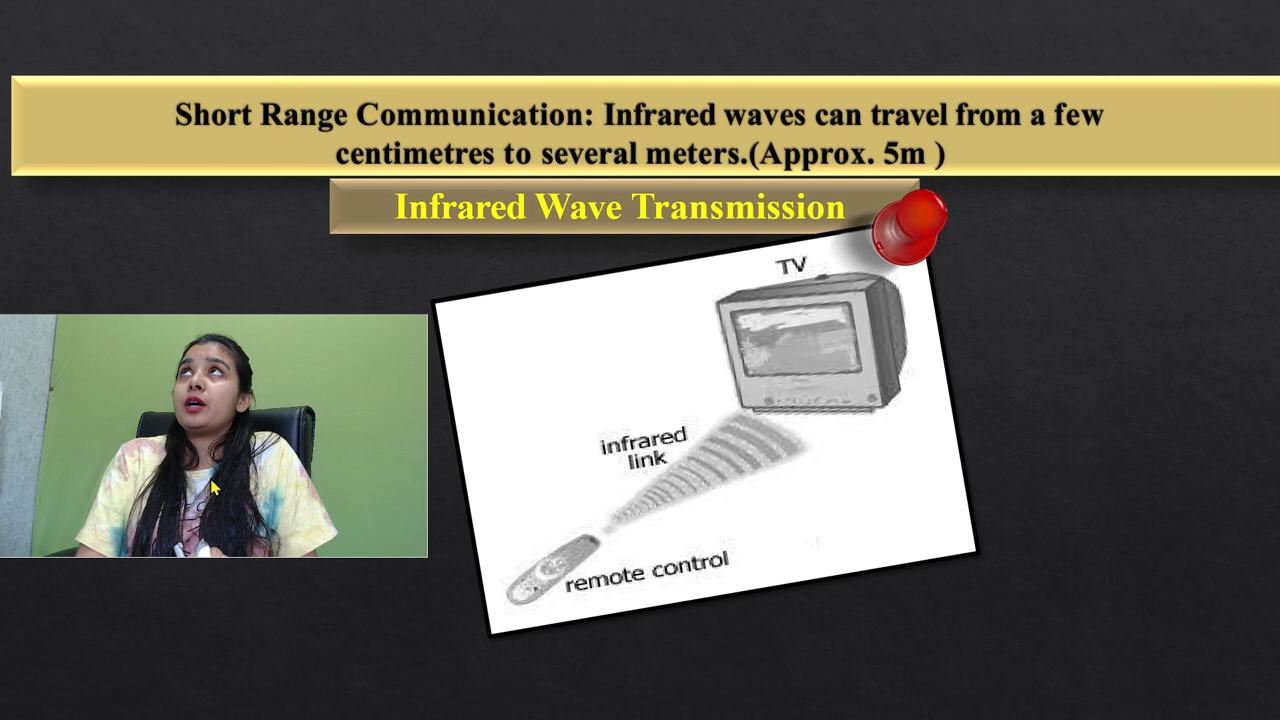 Short Range Communication: Infrared waves can travel from a few
centimetres to several meters.(Approx. 5m )
Infrared Wave Transmission
TV
infrared
link
remote control